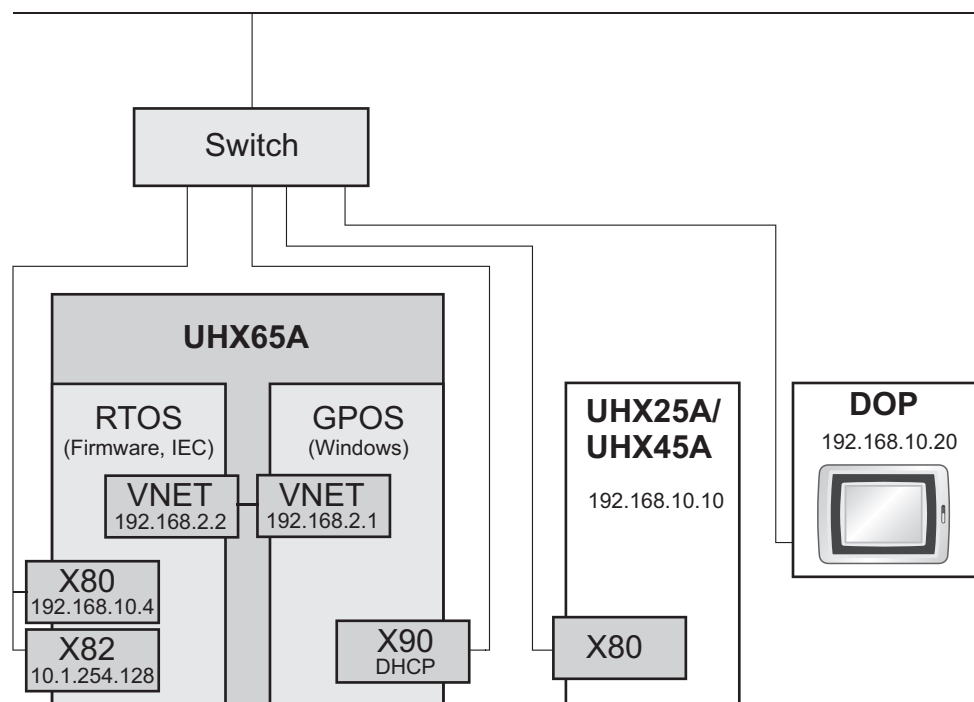 Switch
UHX65A
RTOS
(Firmware, IEC)
GPOS
(Windows)
VNET
192.168.2.2
VNET
192.168.2.1
X80
192.168.10.4
X82
10.1.254.128
X90
DHCP
UHX25A/
UHX45A
192.168.10.10
X80
DOP
192.168.10.20